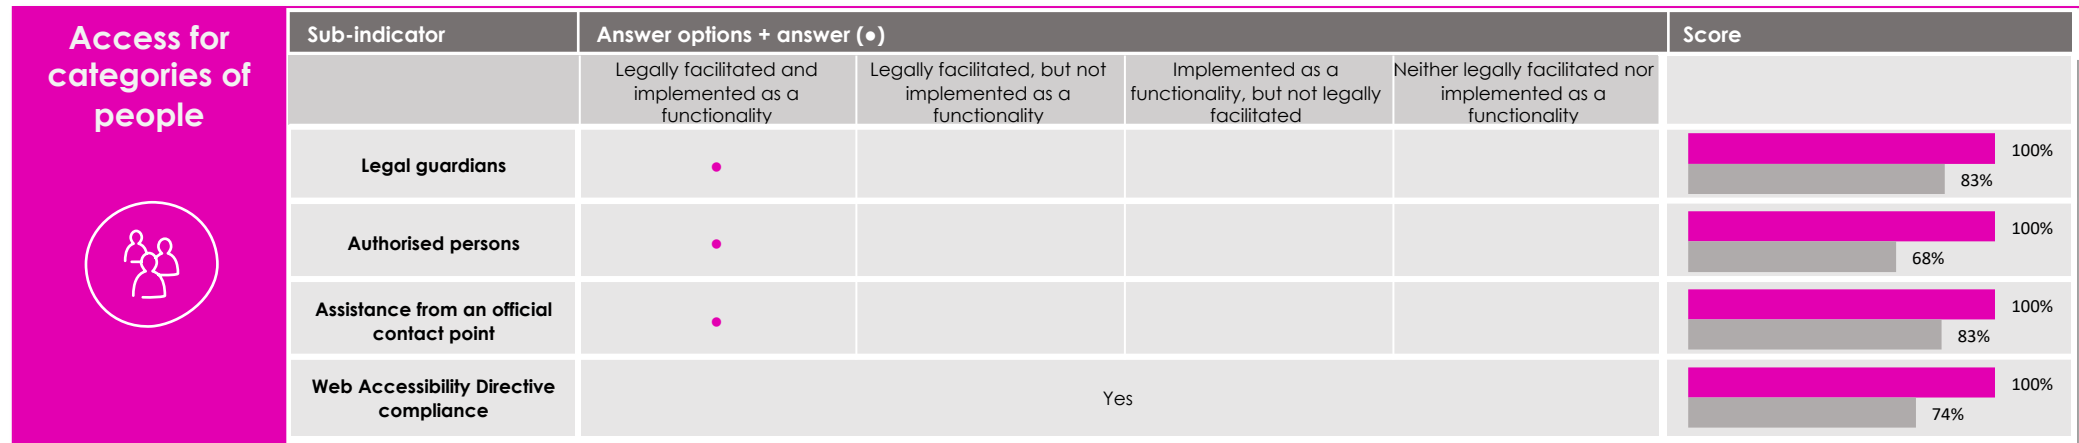 Access for
categories of
people
Sub-indicator
Answer options + answer (●)
Score
Legally facilitated and
implemented as a
functionality
Legally facilitated, but not
implemented as a
functionality
Implemented as a
functionality, but not legally
facilitated
Neither legally facilitated nor
implemented as a
functionality
Legal guardians
●
100%
83%
Authorised persons
●
100%
68%
Assistance from an official
contact point
●
100%
83%
Web Accessibility Directive
compliance
Yes
100%
74%